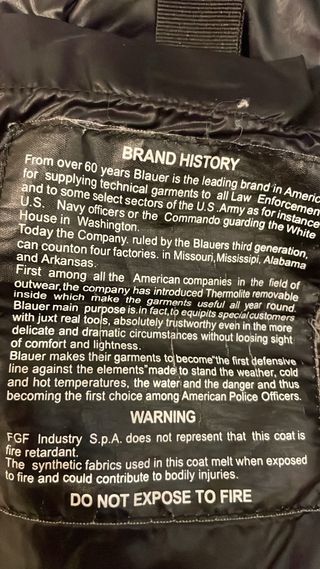 BRAND HISTORY
From over 60 years Blauer is the leading brand in Americ
for supplying technical garments to all Law Enforcemen
and to some select sectors of the U.S. Army as for instance
U.S. Navy officers or the Commando guarding the White
House in Washington.
Today the Company. ruled by the Blauers third generation,
can counton four factories. in Missouri, Mississipi, Alabama
and Arkansas.
First among all the American companies in the field of
outwear, the company has introduced Thermolite removable
inside which make the garments useful all year round.
Blauer main purpose is.in fact, to equipits special customers
with juxt real tools, absolutely trustworthy even in the more
delicate and dramatic circumstances without loosing sight
of comfort and lightness.
Blauer makes their garments to become "the first defensive
line against the elements" made to stand the weather, cold
and hot temperatures, the water and the danger and thus
becoming the first choice among American Police Officers.
WARNING
FGF Industry S.p.A. does not represent that this coat is
fire retardant.
The synthetic fabrics used in this coat melt when exposed
to fire and could contribute to bodily injuries.
DO NOT EXPOSE TO FIRE